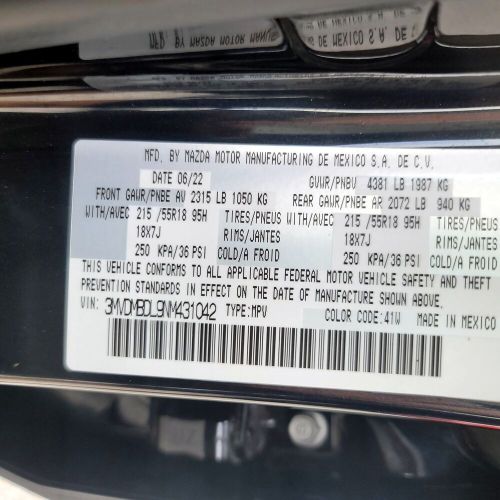 MFD. BY MAZDA MOTOR MANUFACTURING DE MEXICO S.A. DE C.V.
DATE 06/22 GVWR/PNBV 4381 LB 1987 KG
FRONT GAWR/PNBE AV 2315 LB 1050 KG REAR GAWR/PNBE AR 2072 LB 940 KG
WITH/AVEC 215 /55R18 95H TIRES/PNEUS WITH/AVEC 215 /55R18 95H TIRES/PNEUS
18X7J RIMS/JANTES 18X7J RIMS/JANTES
250 KPA/36 PSI COLD/A FROID 250 KPA/36 PSI COLD/A FROID
THIS VEHICLE CONFORMS TO ALL APPLICABLE FEDERAL MOTOR VEHICLE SAFETY AND THEFT
PREVENTION STANDARDS IN EFFECT ON THE DATE OF MANUFACTURE SHOWN ABOVE.
VIN: 3MVDMBDL9NM431042 TYPE:MPV COLOR CODE: 41W